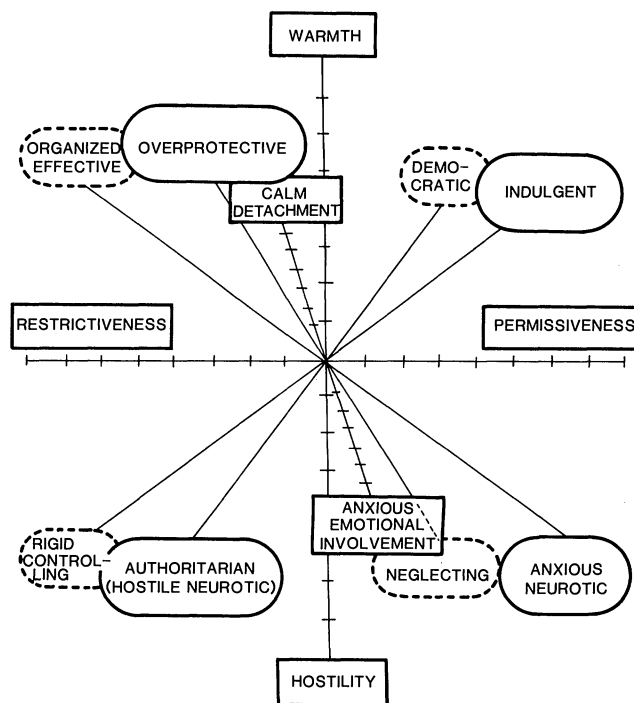 WARMTH
ORGANIZED
EFFECTIVE
OVERPROTECTIVE
DEMO-
CRATIC
INDULGENT
CALM
DETACHMENT
RESTRICTIVENESS
PERMISSIVENESS
ANXIOUS
EMOTIONAL
INVOLVEMENT
RIGID
CONTROL-
LING
AUTHORITARIAN
(HOSTILE NEUROTIC)
NEGLECTING
ANXIOUS
NEUROTIC
HOSTILITY